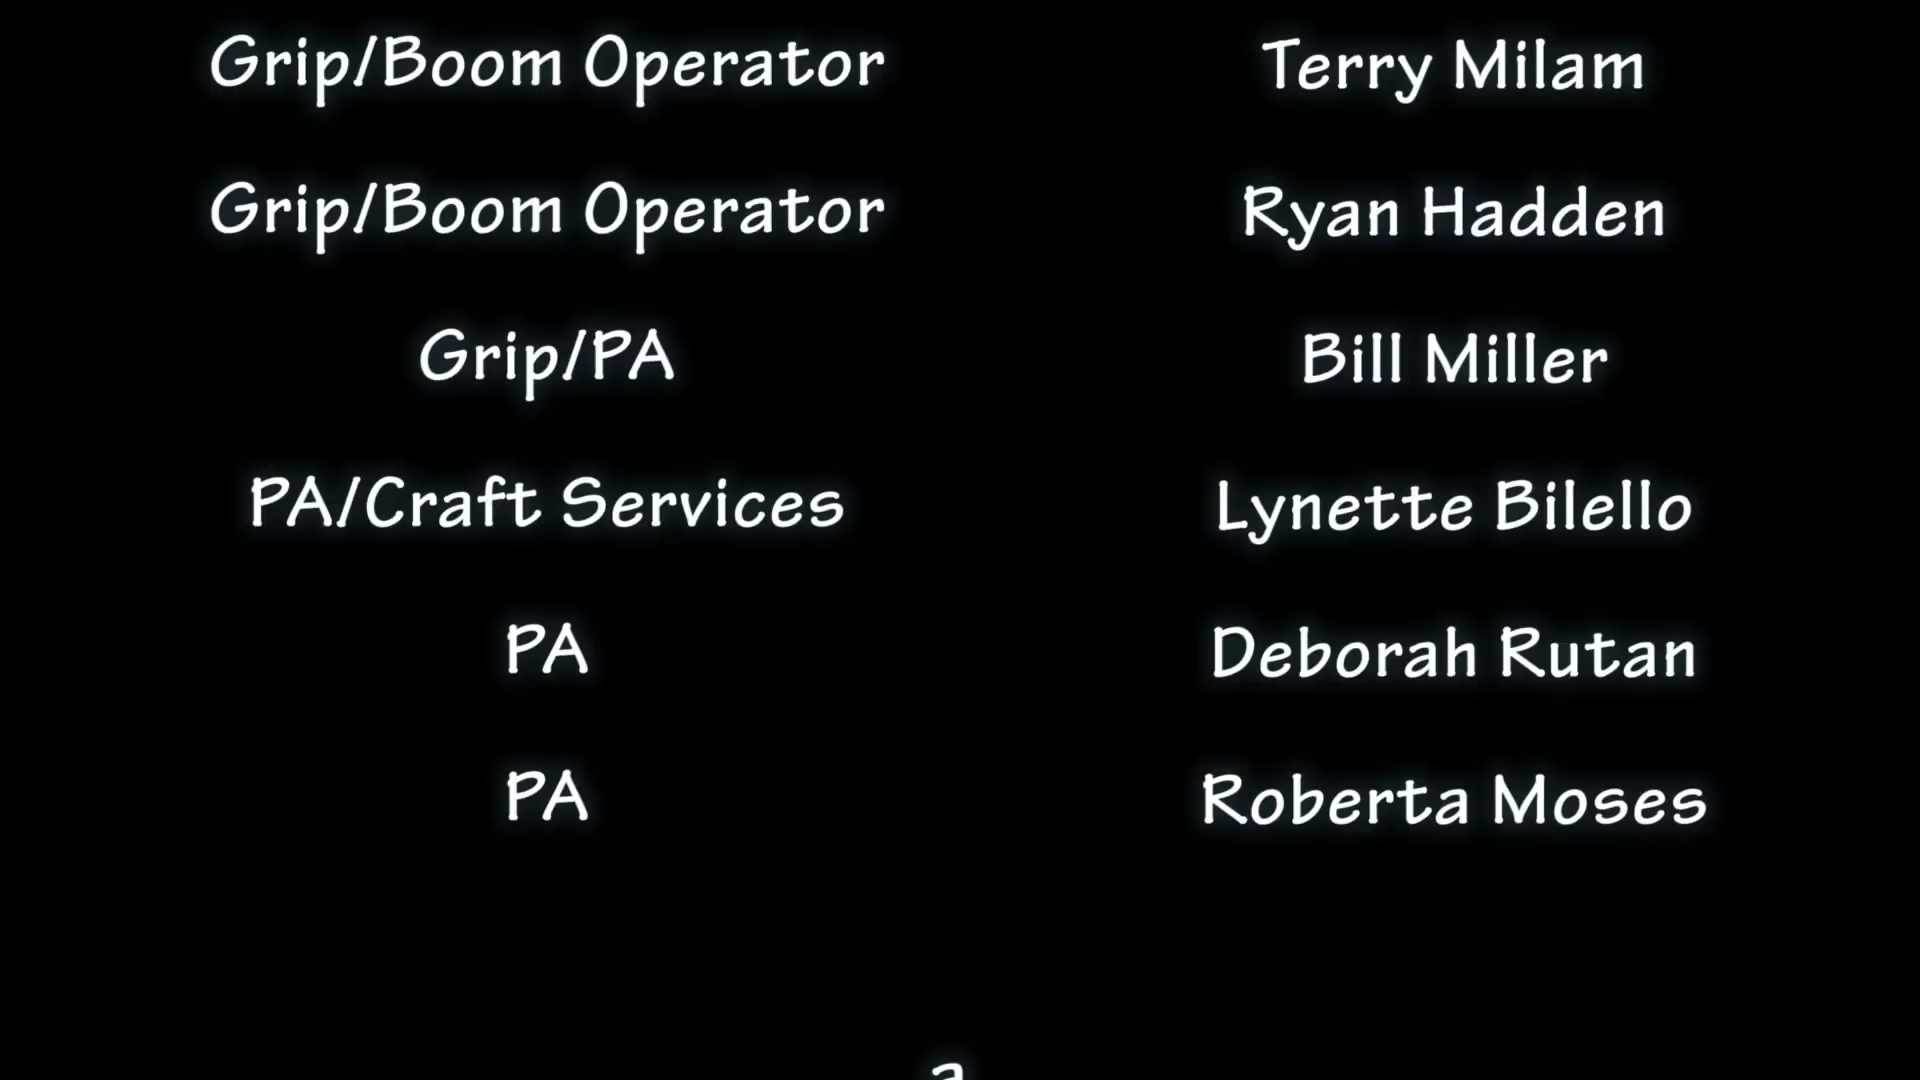 Grip/Boom Operator Terry Milam
Grip/Boom Operator Ryan Hadden
Grip/PA Bill Miller
PA/Craft Services Lynette Bilello
PA Deborah Rutan
PA Roberta Moses